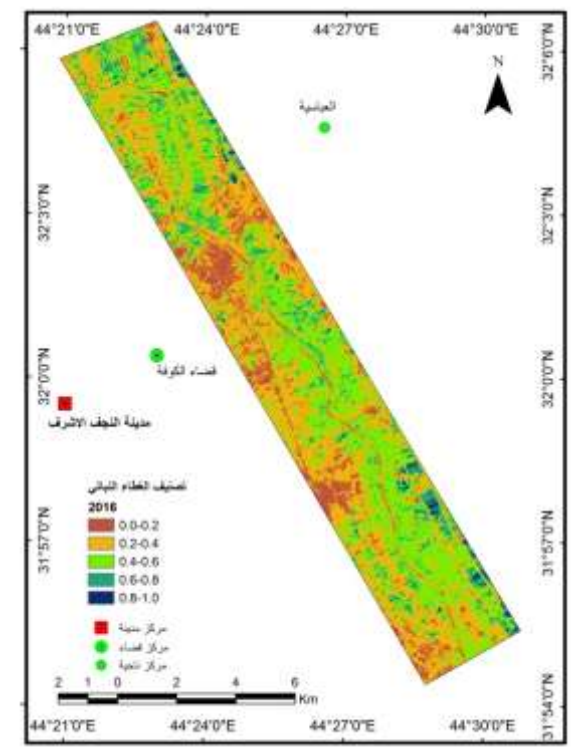 44°21'0"E 44°24'0"E 44°27'0"E 44°30'0"E
32°6'0"N
N
العباسية
32°3'0"N
32°3'0"N
قضاء الكوفة
32°0'0"N
32°0'0"N
مدينة النجف الاشرف
تصنيف الغطاء النباتي
2016
0.0-0.2
0.2-0.4
0.4-0.6
0.6-0.8
0.8-1.0
31°57'0"N
31°57'0"N
مركز مدينة
مركز قضاء
مركز ناحية
2 1 0 2 4 6
Km
31°54'0"N
44°21'0"E 44°24'0"E 44°27'0"E 44°30'0"E